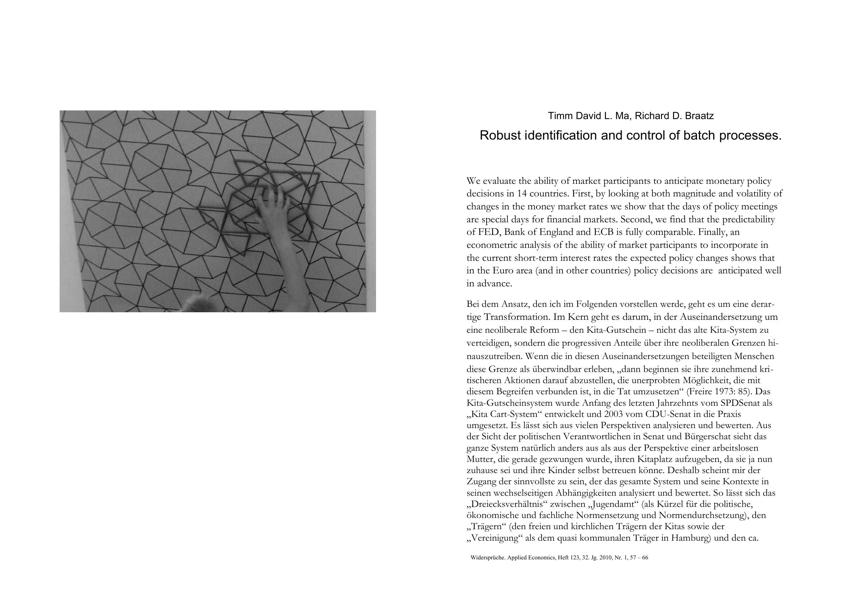 Timm David L. Ma, Richard D. Braatz
Robust identification and control of batch processes.
We evaluate the ability of market participants to anticipate monetary policy
decisions in 14 countries. First, by looking at both magnitude and volatility of
changes in the money market rates we show that the days of policy meetings
are special days for financial markets. Second, we find that the predictability
of FED, Bank of England and ECB is fully comparable. Finally, an
econometric analysis of the ability of market participants to incorporate in
the current short-term interest rates the expected policy changes shows that
in the Euro area (and in other countries) policy decisions are anticipated well
in advance.
Bei dem Ansatz, den ich im Folgenden vorstellen werde, geht es um eine derar-
tige Transformation. Im Kern geht es darum, in der Auseinandersetzung um
eine neoliberale Reform – den Kita-Gutschein – nicht das alte Kita-System zu
verteidigen, sondern die progressiven Anteile über ihre neoliberalen Grenzen hi-
nauszutreiben. Wenn die in diesen Auseinandersetzungen beteiligten Menschen
diese Grenze als überwindbar erleben, „dann beginnen sie ihre zunehmend kri-
tischeren Aktionen darauf abzustellen, die unerprobten Möglichkeit, die mit
diesem Begreifen verbunden ist, in die Tat umzusetzen“ (Freire 1973: 85). Das
Kita-Gutscheinsystem wurde Anfang des letzten Jahrzehnts vom SPDSenat als
„Kita Cart-System“ entwickelt und 2003 vom CDU-Senat in die Praxis
umgesetzt. Es lässt sich aus vielen Perspektiven analysieren und bewerten. Aus
der Sicht der politischen Verantwortlichen in Senat und Bürgerschat sieht das
ganze System natürlich anders aus als aus der Perspektive einer arbeitslosen
Mutter, die gerade gezwungen wurde, ihren Kitaplatz aufzugeben, da sie ja nun
zuhause sei und ihre Kinder selbst betreuen könne. Deshalb scheint mir der
Zugang der sinnvollste zu sein, der das gesamte System und seine Kontexte in
seinen wechselseitigen Abhängigkeiten analysiert und bewertet. So lässt sich das
„Dreiecksverhältnis“ zwischen „Jugendamt“ (als Kürzel für die politische,
ökonomische und fachliche Normensetzung und Normendurchsetzung), den
„Trägern“ (den freien und kirchlichen Trägern der Kitas sowie der
„Vereinigung“ als dem quasi kommunalen Träger in Hamburg) und den ca.
Widersprüche. Applied Economics, Heft 123, 32. Jg. 2010, Nr. 1, 57 – 66